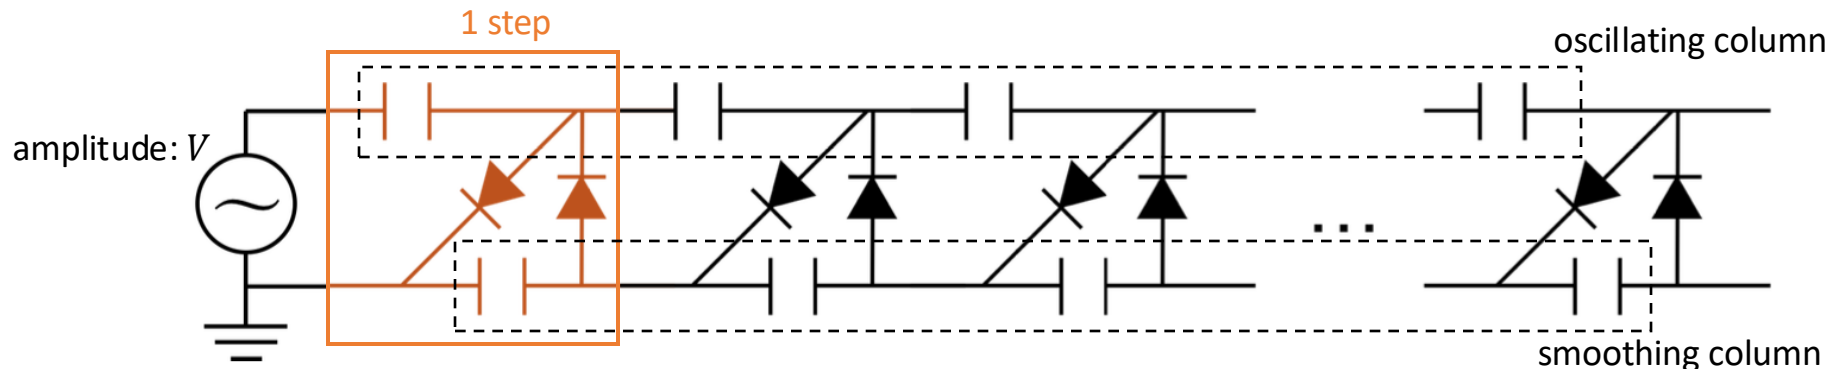 1 step
oscillating column
amplitude: V
...
smoothing column